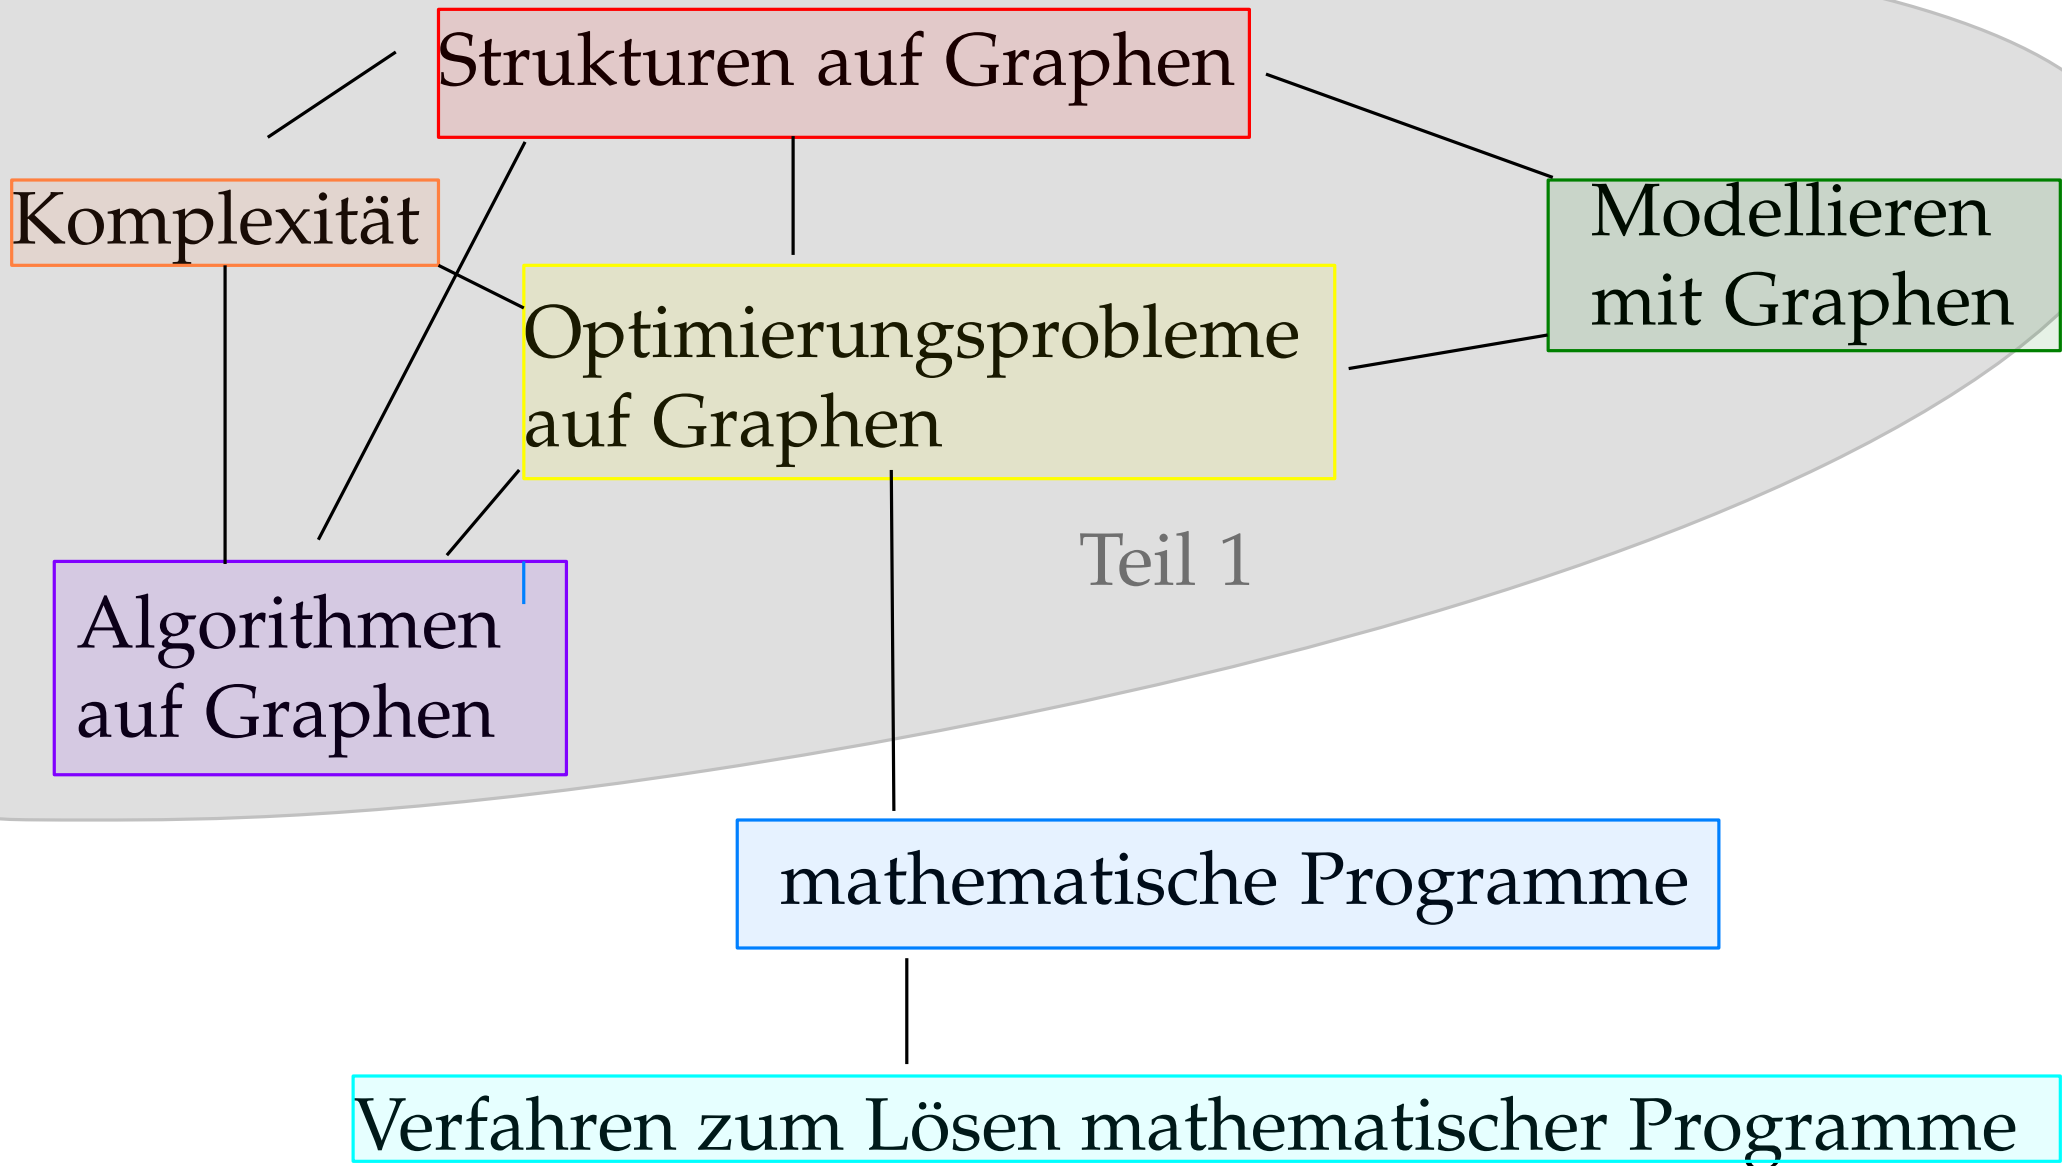 Strukturen auf Graphen
Komplexität
Modellieren
mit Graphen
Optimierungsprobleme
auf Graphen
Teil 1
Algorithmen
auf Graphen
mathematische Programme
Verfahren zum Lösen mathematischer Programme